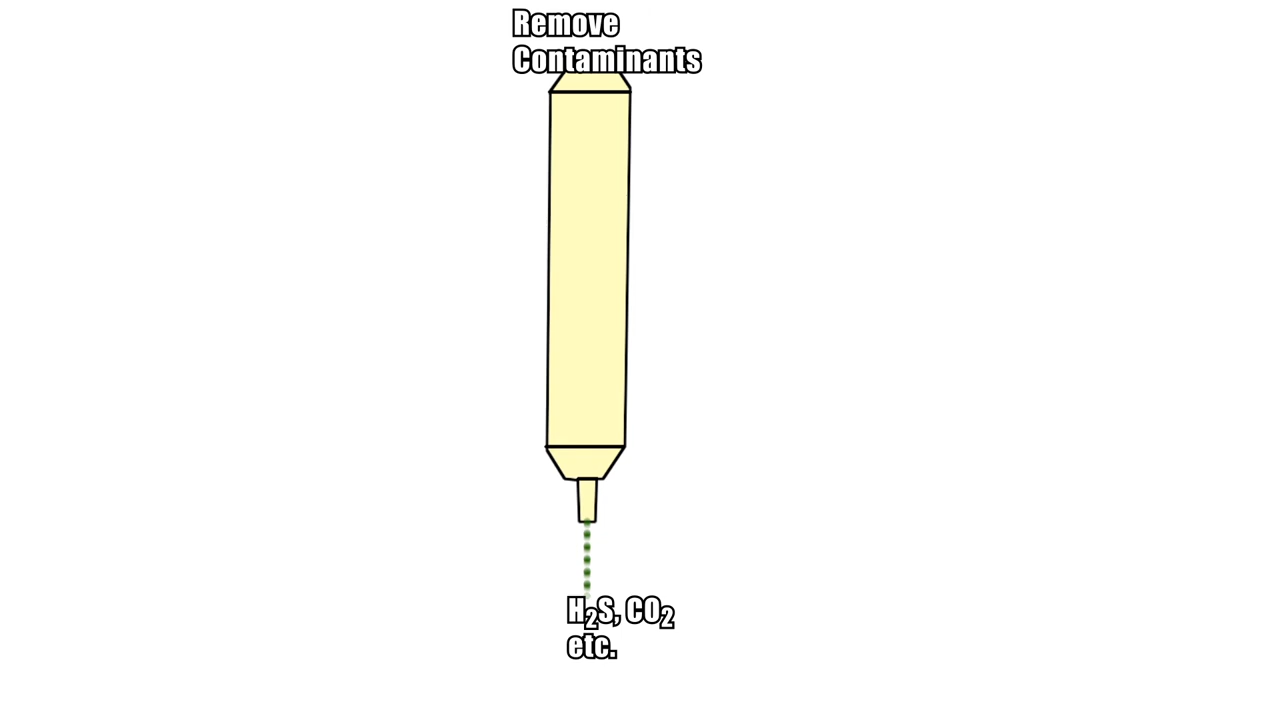 Remove
Contaminants
H₂S, CO₂
etc.